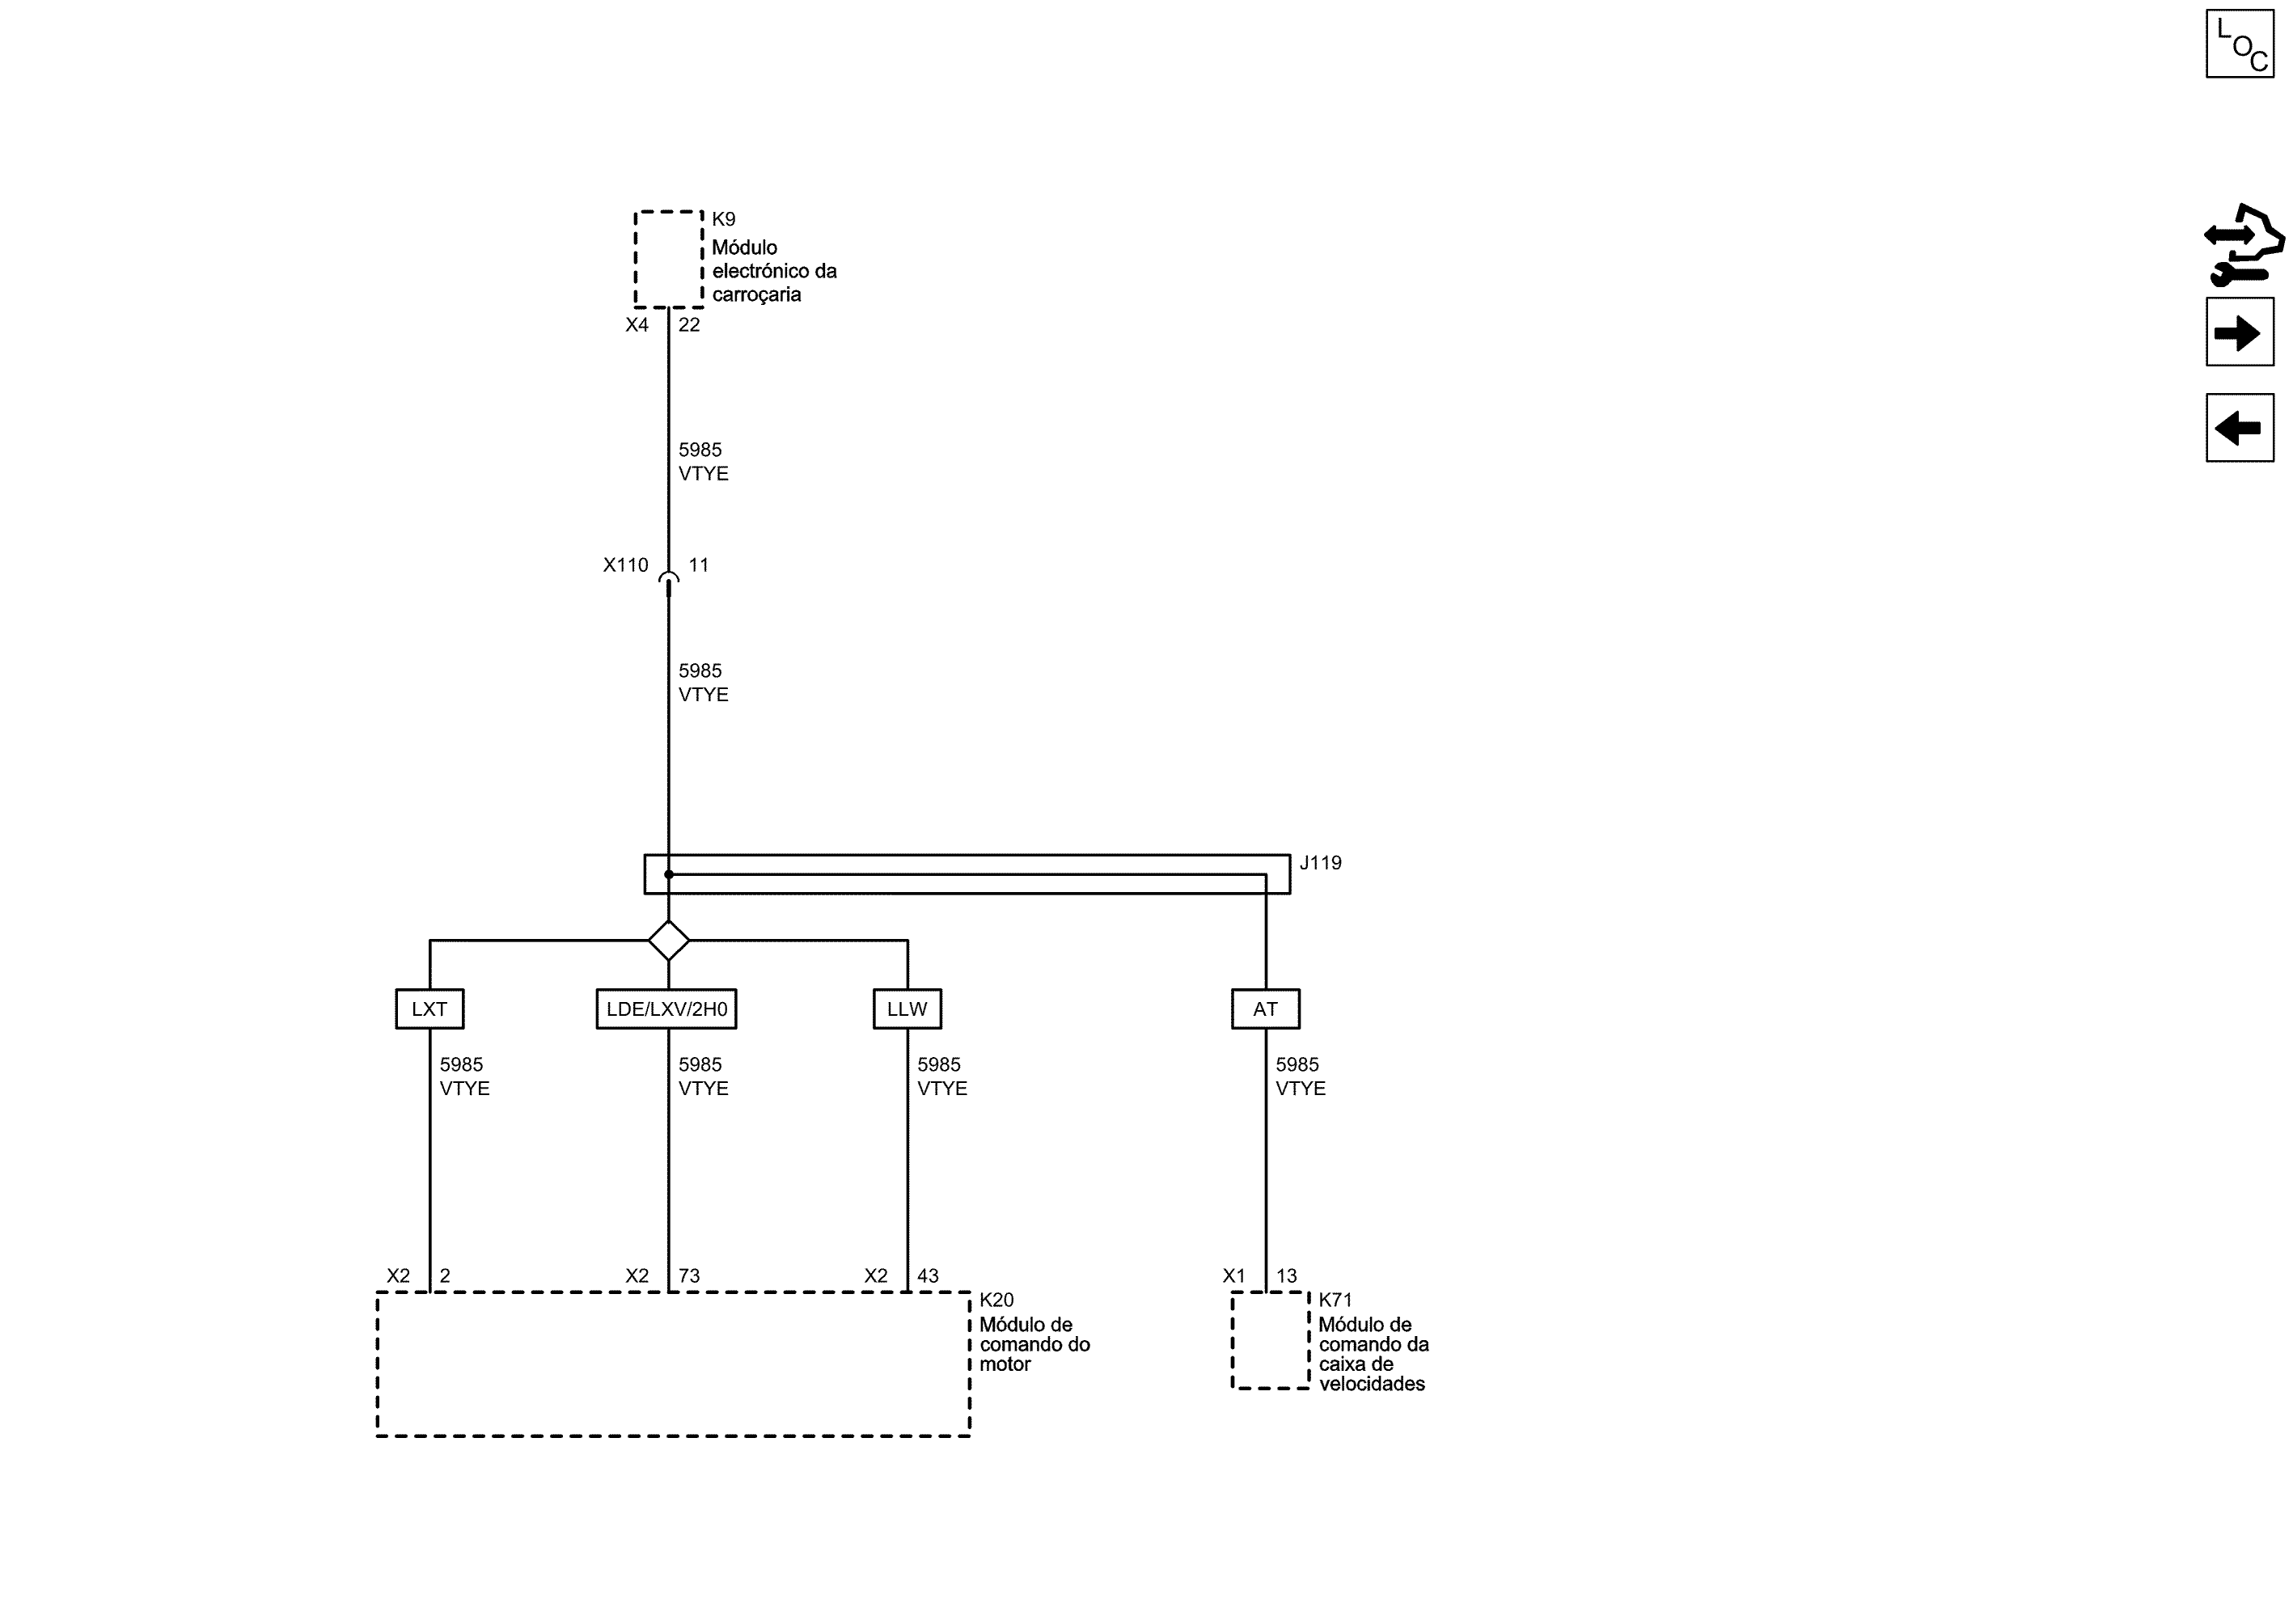 LOC
K9
Módulo
electrónico da
carroçaria
X4 22
5985
VTYE
X110 11
5985
VTYE
J119
LXT LDE/LXV/2H0 LLW AT
5985 5985 5985 5985
VTYE VTYE VTYE VTYE
X2 2 X2 73 X2 43 X1 13
K20
Módulo de
comando do
motor
K71
Módulo de
comando da
caixa de
velocidades